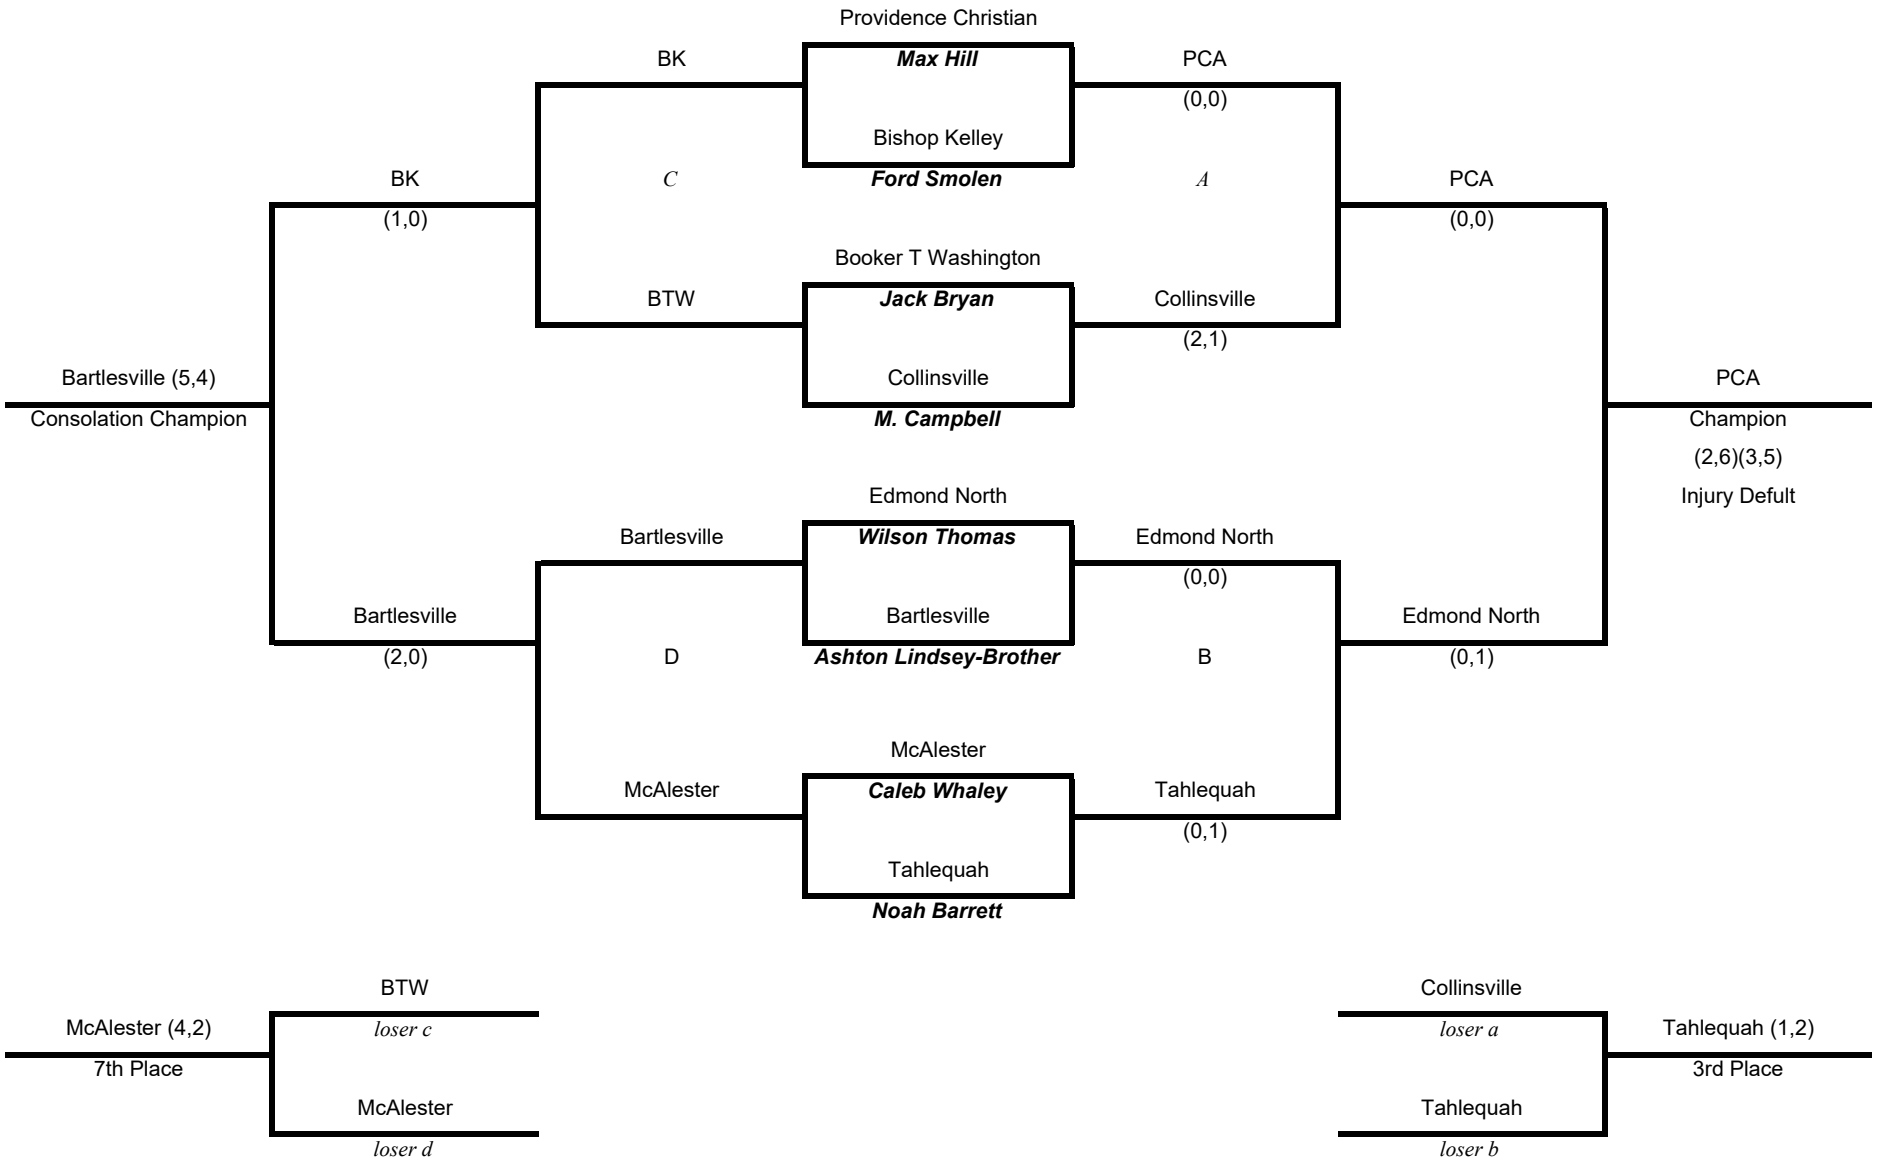 Providence Christian
BK
Max Hill
PCA
(0,0)
Bishop Kelley
BK
C
Ford Smolen
A
PCA
(1,0)
(0,0)
Booker T Washington
BTW
Jack Bryan
Collinsville
(2,1)
Bartlesville (5,4)
Collinsville
PCA
Consolation Champion
M. Campbell
Champion
(2,6)(3,5)
Edmond North
Injury Defult
Bartlesville
Wilson Thomas
Edmond North
(0,0)
Bartlesville
Bartlesville
Edmond North
(2,0)
D
Ashton Lindsey-Brother
B
(0,1)
McAlester
McAlester
Caleb Whaley
Tahlequah
(0,1)
Tahlequah
Noah Barrett
BTW
Collinsville
McAlester (4,2)
loser c
loser a
Tahlequah (1,2)
7th Place
3rd Place
McAlester
Tahlequah
loser d
loser b